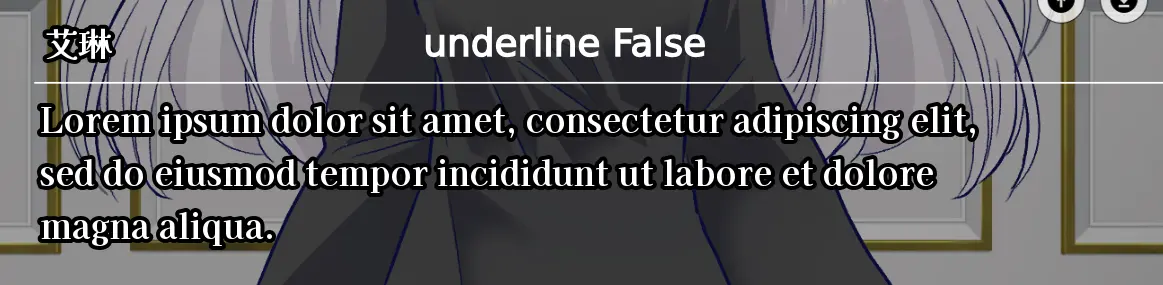 艾琳
underline False
Lorem ipsum dolor sit amet, consectetur adipiscing elit,
sed do eiusmod tempor incididunt ut labore et dolore
magna aliqua.